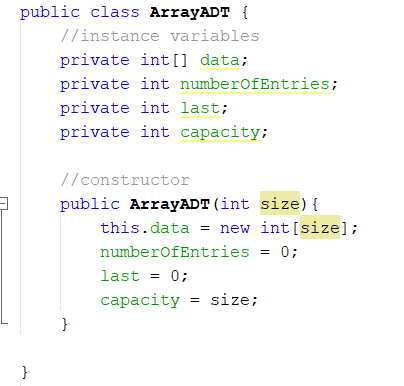 public class ArrayADT {
//instance variables
private int[] data;
private int numberOfEntries;
private int last;
private int capacity;
//constructor
public ArrayADT(int size){
this.data = new int[size];
numberOfEntries = 0;
last = 0;
capacity = size;
}
}